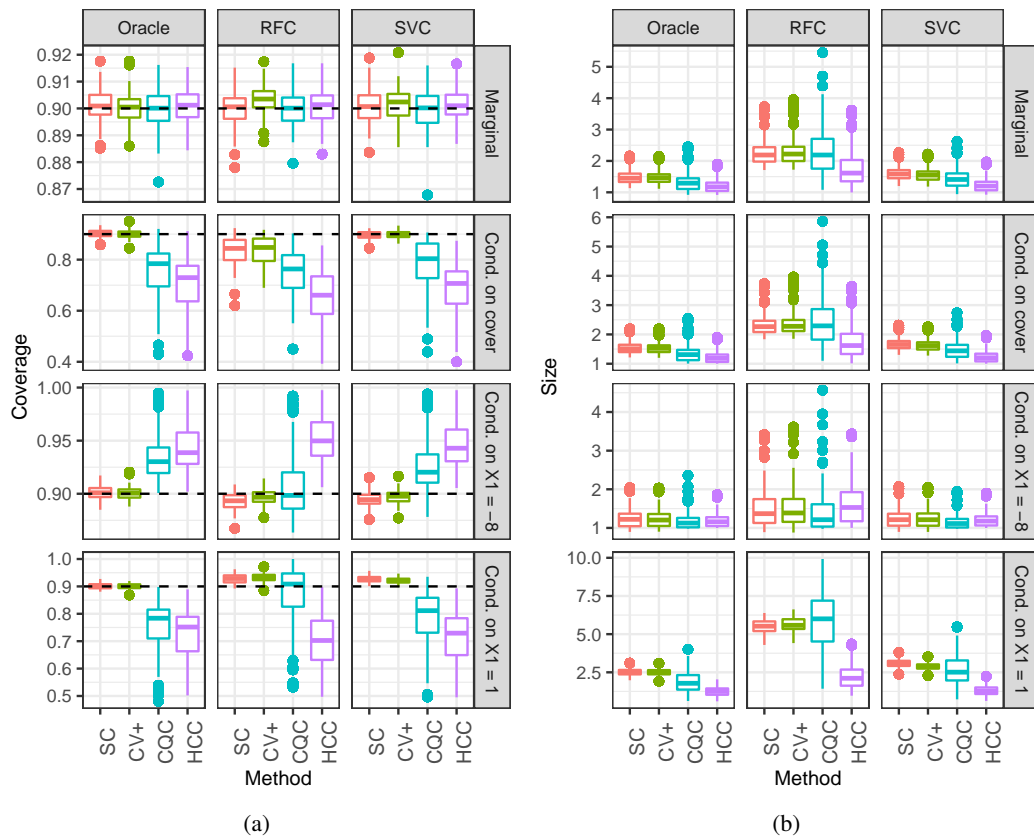 Oracle
RFC
SVC
Marginal
0.92
0.91
0.90
0.89
0.88
0.87
Cond. on cover
0.8
0.6
0.4
Cond. on X1 = −8
1.00
0.95
0.90
Cond. on X1 = 1
1.0
0.9
0.8
0.7
0.6
0.5
Coverage
SC
CV+
CQC
HCC
SC
CV+
CQC
HCC
SC
CV+
CQC
HCC
Method
(a)
Oracle
RFC
SVC
Marginal
5
4
3
2
1
Cond. on cover
6
5
4
3
2
1
Cond. on X1 = −8
4
3
2
1
Cond. on X1 = 1
10.0
7.5
5.0
2.5
Size
SC
CV+
CQC
HCC
SC
CV+
CQC
HCC
SC
CV+
CQC
HCC
Method
(b)